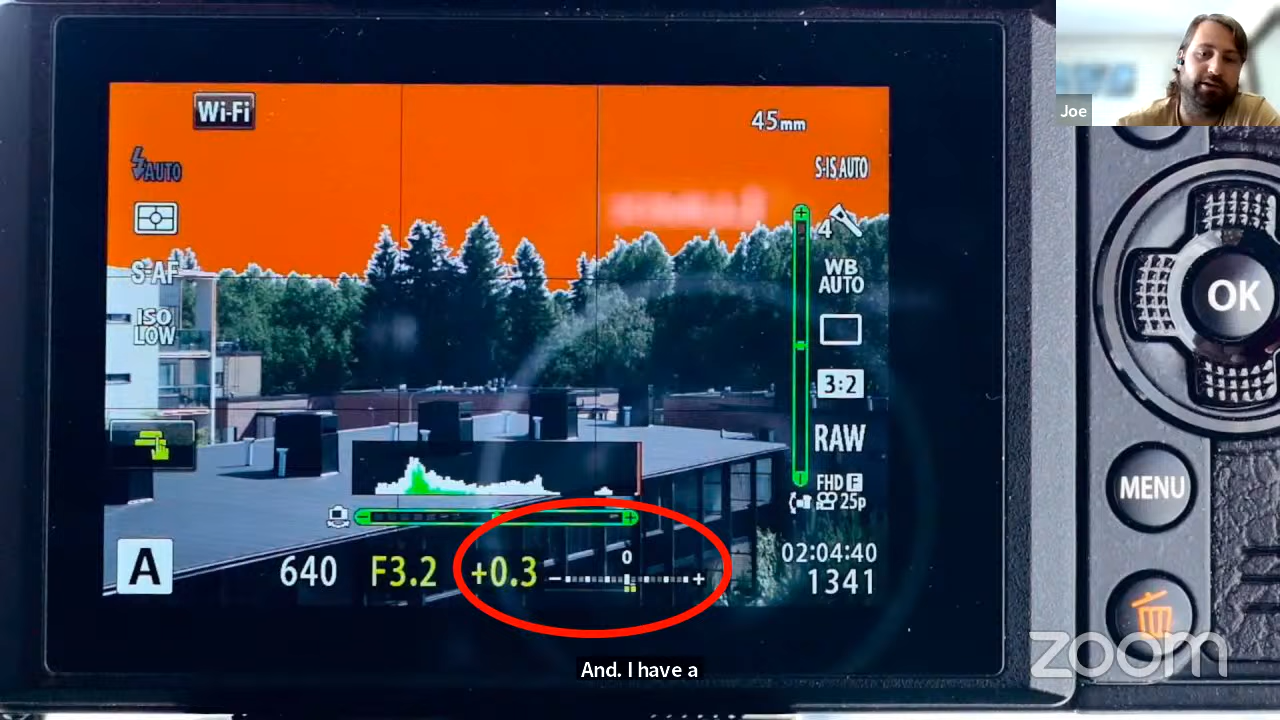 Wi-Fi
45mm
Joe
AUTO
S-IS AUTO
4
S-AF
WB
AUTO
ISO
LOW
OK
3:2
RAW
MENU
FHD F
25p
0
A
640
F3.2
+0.3
− +
02:04:40
1341
zoom
And. I have a